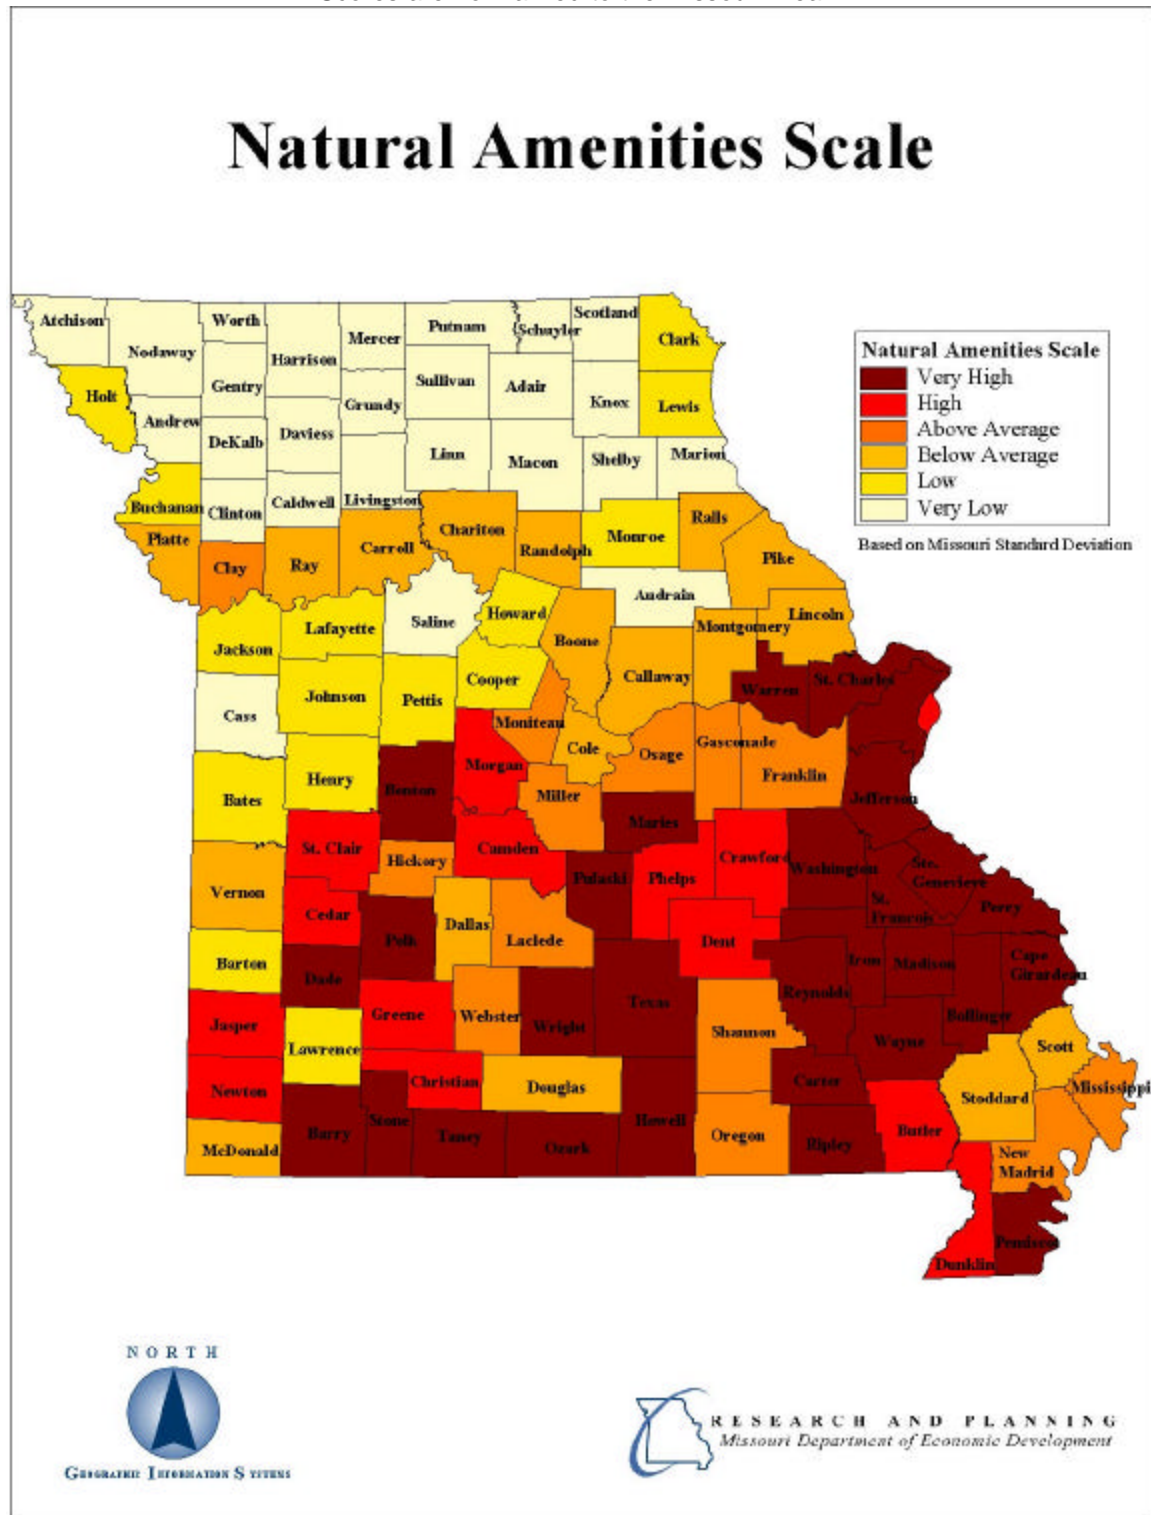 Natural Amenities Scale
Atchison
Nodaway
Worth
Harrison
Mercer
Putnam
Schuyler
Scotland
Clark
Holt
Andrew
Gentry
DeKalb
Daviess
Grundy
Sullivan
Adair
Knox
Lewis
Buchanan
Clinton
Caldwell
Livingston
Linn
Macon
Shelby
Marion
Platte
Clay
Ray
Carroll
Chariton
Randolph
Monroe
Ralls
Pike
Audrain
Jackson
Lafayette
Saline
Howard
Boone
Callaway
Montgomery
Lincoln
Cass
Johnson
Pettis
Cooper
Moniteau
Cole
Osage
Gasconade
Warren
St. Charles
Franklin
Jefferson
Bates
Henry
Benton
Morgan
Miller
Maries
St. Clair
Hickory
Camden
Pulaski
Phelps
Crawford
Washington
Ste.
Genevieve
St.
Francois
Perry
Vernon
Cedar
Polk
Dallas
Laclede
Dent
Iron
Madison
Cape
Girardeau
Barton
Dade
Greene
Webster
Wright
Texas
Shannon
Reynolds
Wayne
Bollinger
Jasper
Lawrence
Christian
Douglas
Carter
Scott
Stoddard
Mississippi
Newton
McDonald
Barry
Stone
Taney
Ozark
Howell
Oregon
Ripley
Butler
New
Madrid
Dunklin
Pemiscot
Natural Amenities Scale
Very High
High
Above Average
Below Average
Low
Very Low
Based on Missouri Standard Deviation
NORTH
GEOGRAPHIC INFORMATION SYSTEMS
RESEARCH AND PLANNING
Missouri Department of Economic Development